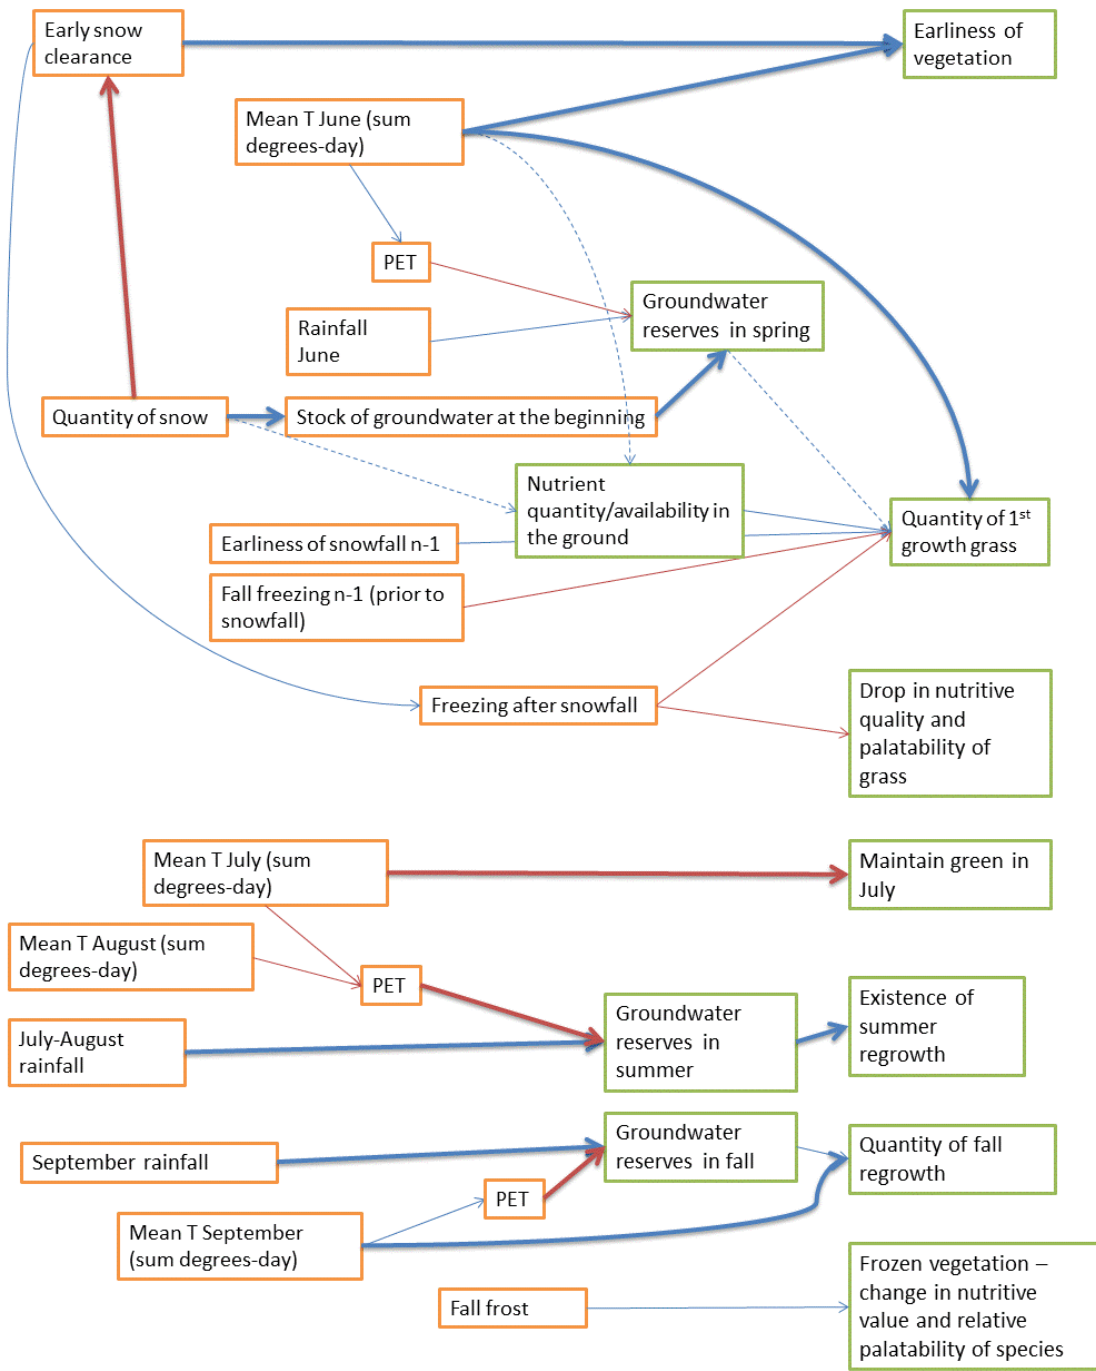 Early snow
clearance
Earliness of
vegetation
Mean T June (sum
degrees-day)
PET
Groundwater
reserves in spring
Rainfall
June
Quantity of snow
Stock of groundwater at the beginning
Nutrient
quantity/availability in
the ground
Quantity of 1st
growth grass
Earliness of snowfall n-1
Fall freezing n-1 (prior to
snowfall)
Freezing after snowfall
Drop in nutritive
quality and
palatability of
grass
Mean T July (sum
degrees-day)
Maintain green in
July
Mean T August (sum
degrees-day)
PET
Existence of
summer
regrowth
Groundwater
reserves in
summer
July-August
rainfall
Groundwater
reserves in fall
Quantity of fall
regrowth
September rainfall
PET
Mean T September
(sum degrees-day)
Frozen vegetation –
change in nutritive
value and relative
palatability of species
Fall frost